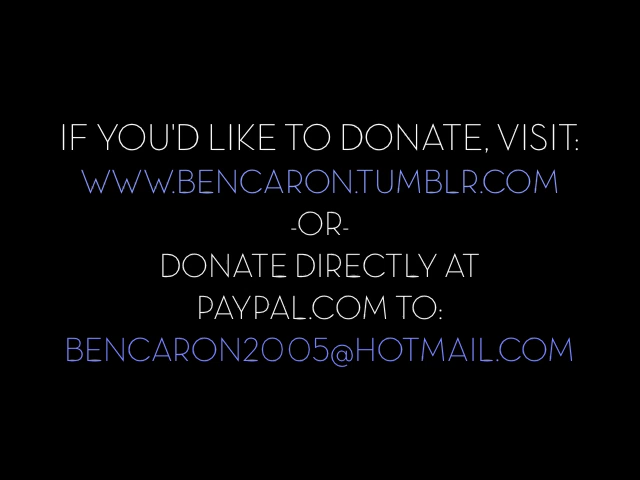 IF YOU'D LIKE TO DONATE, VISIT:
WWW.BENCARON.TUMBLR.COM
-OR-
DONATE DIRECTLY AT
PAYPAL.COM TO:
BENCARON2005@HOTMAIL.COM